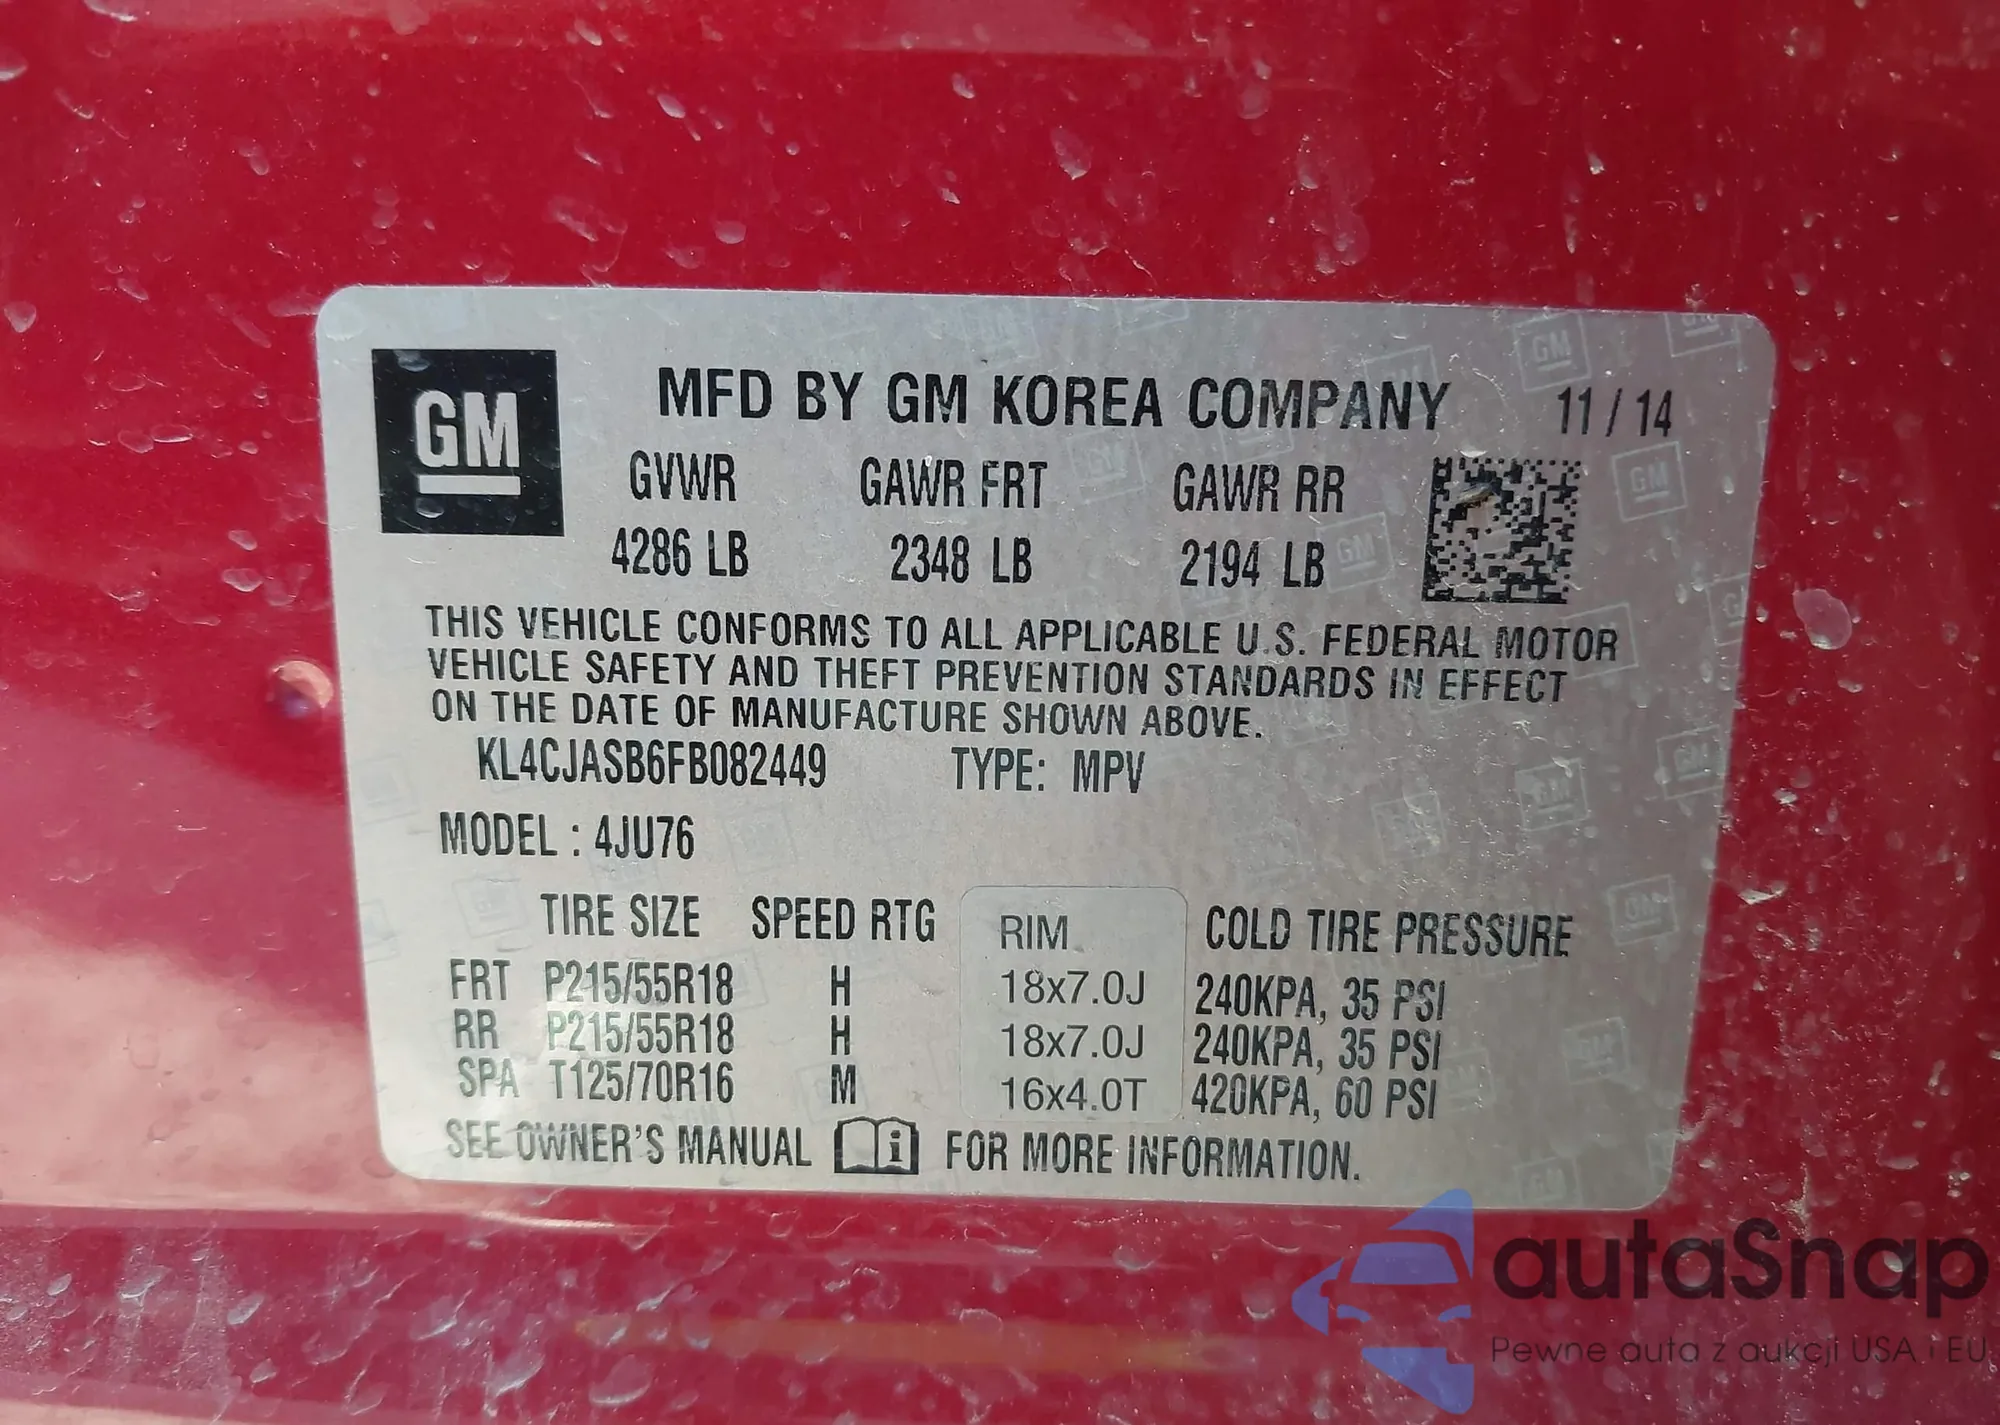 GM
MFD BY GM KOREA COMPANY 11 / 14
GVWR GAWR FRT GAWR RR
4286 LB 2348 LB 2194 LB
THIS VEHICLE CONFORMS TO ALL APPLICABLE U.S. FEDERAL MOTOR
VEHICLE SAFETY AND THEFT PREVENTION STANDARDS IN EFFECT
ON THE DATE OF MANUFACTURE SHOWN ABOVE.
KL4CJASB6FB082449 TYPE: MPV
MODEL : 4JU76
TIRE SIZE SPEED RTG RIM COLD TIRE PRESSURE
FRT P215/55R18 H 18x7.0J 240KPA, 35 PSI
RR P215/55R18 H 18x7.0J 240KPA, 35 PSI
SPA T125/70R16 M 16x4.0T 420KPA, 60 PSI
SEE OWNER'S MANUAL i FOR MORE INFORMATION.
autaSnap
Pewne auta z aukcji USA i EU